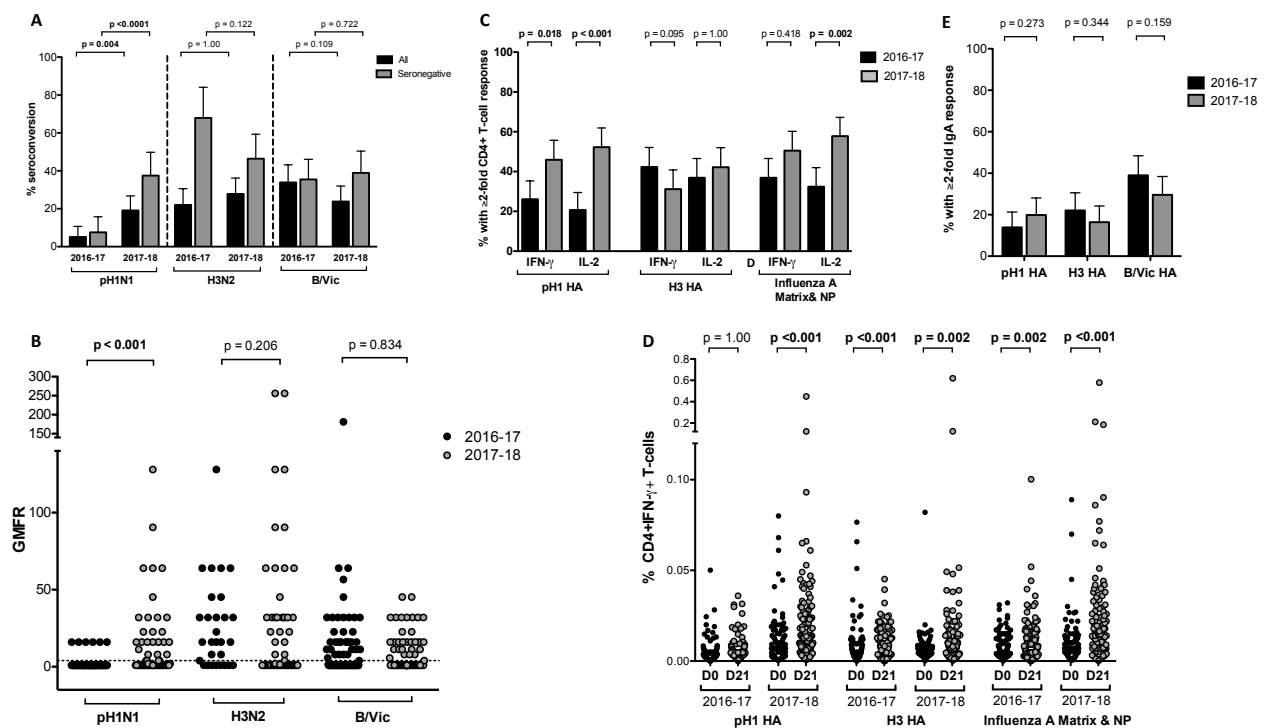 A
p <0.0001
p = 0.122
p = 0.722
p = 0.004
p = 1.00
p = 0.109
All
Seronegative
100
80
60
40
20
0
% seroconversion
2016-17
2017-18
2016-17
2017-18
2016-17
2017-18
pH1N1
H3N2
B/Vic
C
p = 0.018
p <0.001
p =0.095
p =1.00
p =0.418
p = 0.002
2016-17
2017-18
100
80
60
40
20
0
% with ≥2-fold CD4+ T-cell response
IFN-γ
IL-2
IFN-γ
IL-2
D
IFN-γ
IL-2
pH1 HA
H3 HA
Influenza A
Matrix& NP
E
p = 0.273
p = 0.344
p = 0.159
2016-17
2017-18
100
80
60
40
20
0
% with ≥2-fold IgA response
pH1 HA
H3 HA
B/Vic HA
B
p < 0.001
p = 0.206
p = 0.834
300
250
200
150
100
50
0
GMFR
2016-17
2017-18
pH1N1
H3N2
B/Vic
D
p = 1.00
p <0.001
p <0.001
p = 0.002
p = 0.002
p <0.001
0.8
0.6
0.4
0.2
0.10
0.05
0.00
% CD4+IFN-γ+ T-cells
D0 D21
D0 D21
D0 D21
D0 D21
D0 D21
D0 D21
2016-17
2017-18
2016-17
2017-18
2016-17
2017-18
pH1 HA
H3 HA
Influenza A Matrix & NP